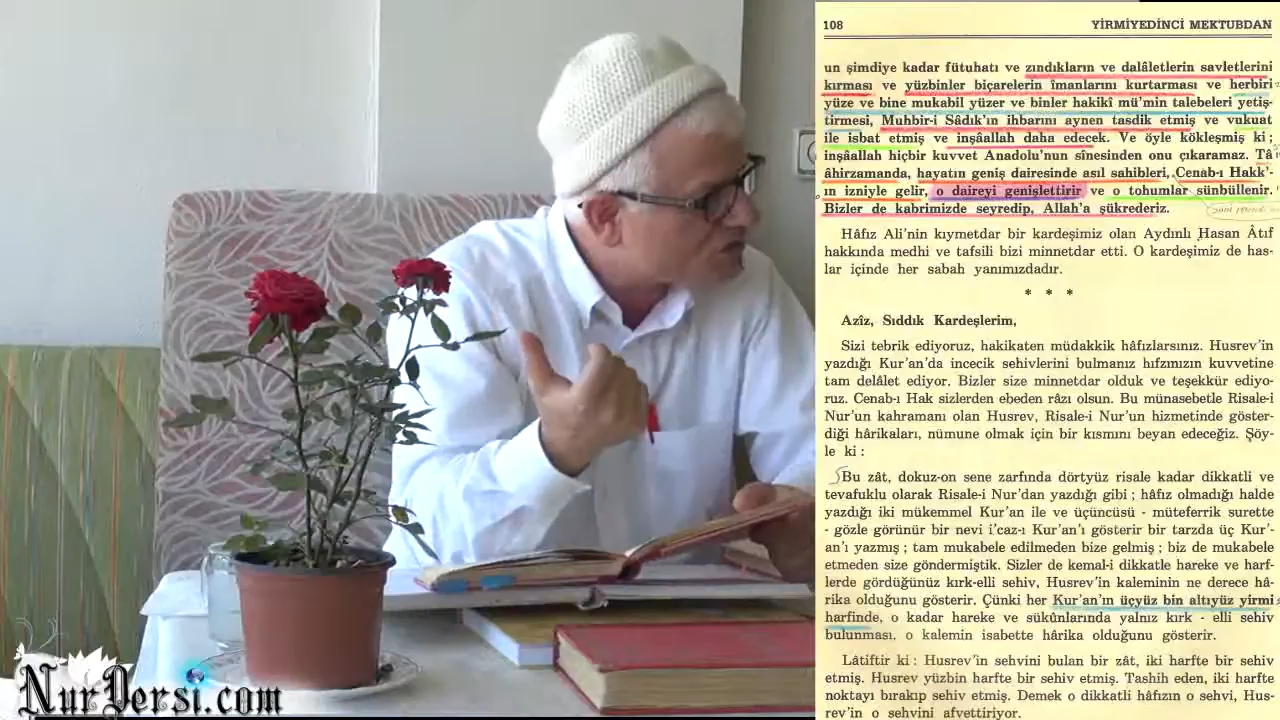 108 YİRMİYEDİNCİ MEKTUBDAN
un şimdiye kadar fütuhatı ve zındıkların ve dalâletlerin savletlerini
kırması ve yüzbinler biçarelerin îmanlarını kurtarması ve herbiri
yüze ve bine mukabil yüzer ve binler hakikî mü'min talebeleri yetiş-
tirmesi, Muhbir-i Sâdık'ın ihbarını aynen tasdik etmiş ve vukuat
ile isbat etmiş ve inşâallah daha edecek. Ve öyle kökleşmiş ki ;
inşâallah hiçbir kuvvet Anadolu'nun sînesinden onu çıkaramaz. Tâ
âhirzamanda, hayatın geniş dairesinde asıl sahibleri, Cenab-ı Hakk'-
ın izniyle gelir, o daireyi genişlettirir ve o tohumlar sünbüllenir.
Bizler de kabrimizde seyredip, Allah'a şükrederiz.
Hâfız Ali'nin kıymetdar bir kardeşimiz olan Aydınlı Hasan Âtıf
hakkında medhi ve tafsili bizi minnetdar etti. O kardeşimiz de has-
lar içinde her sabah yanımızdadır.
* * *
Azîz, Sıddık Kardeşlerim,
Sizi tebrik ediyoruz, hakikaten müdakkik hâfızlarsınız. Husrev'in
yazdığı Kur'an'da incecik sehivlerini bulmanız hıfzınızın kuvvetine
tam delâlet ediyor. Bizler size minnetdar olduk ve teşekkür ediyo-
ruz. Cenab-ı Hak sizlerden ebeden râzı olsun. Bu münasebetle Risale-i
Nur'un kahramanı olan Husrev, Risale-i Nur'un hizmetinde göster-
diği hârikaları, nümune olmak için bir kısmını beyan edeceğiz. Şöy-
le ki :
Bu zât, dokuz-on sene zarfında dörtyüz risale kadar dikkatli ve
tevafuklu olarak Risale-i Nur'dan yazdığı gibi ; hâfız olmadığı halde
yazdığı iki mükemmel Kur'an ile ve üçüncüsü - müteferrik surette
- gözle görünür bir nevi i'caz-ı Kur'an'ı gösterir bir tarzda üç Kur'-
an'ı yazmış ; tam mukabele edilmeden bize gelmiş ; biz de mukabele
etmeden size göndermiştik. Sizler de kemal-i dikkatle hareke ve harf-
lerde gördüğünüz kırk-elli sehiv, Husrev'in kaleminin ne derece hâ-
rika olduğunu gösterir. Çünki her Kur'an'ın üçyüz bin altıyüz yirmi
harfinde, o kadar hareke ve sükûnlarında yalnız kırk - elli sehiv
bulunması, o kalemin isabette hârika olduğunu gösterir.
Lâtiftir ki : Husrev'in sehvini bulan bir zât, iki harfte bir sehiv
etmiş. Husrev yüzbin harfte bir sehiv etmiş. Tashih eden, iki harfte
noktayı bırakıp sehiv etmiş. Demek o dikkatli hâfızın o sehvi, Hus-
rev'in o sehvini afvettiriyor.
NurDersi.com